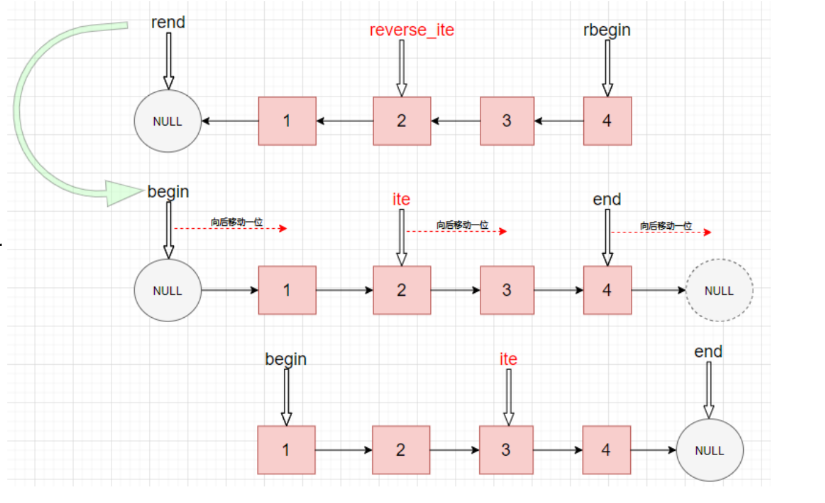 rend
reverse_ite
rbegin
NULL
1
2
3
4
begin
ite
end
向后移动一位
向后移动一位
向后移动一位
NULL
1
2
3
4
NULL
begin
ite
end
1
2
3
4
NULL